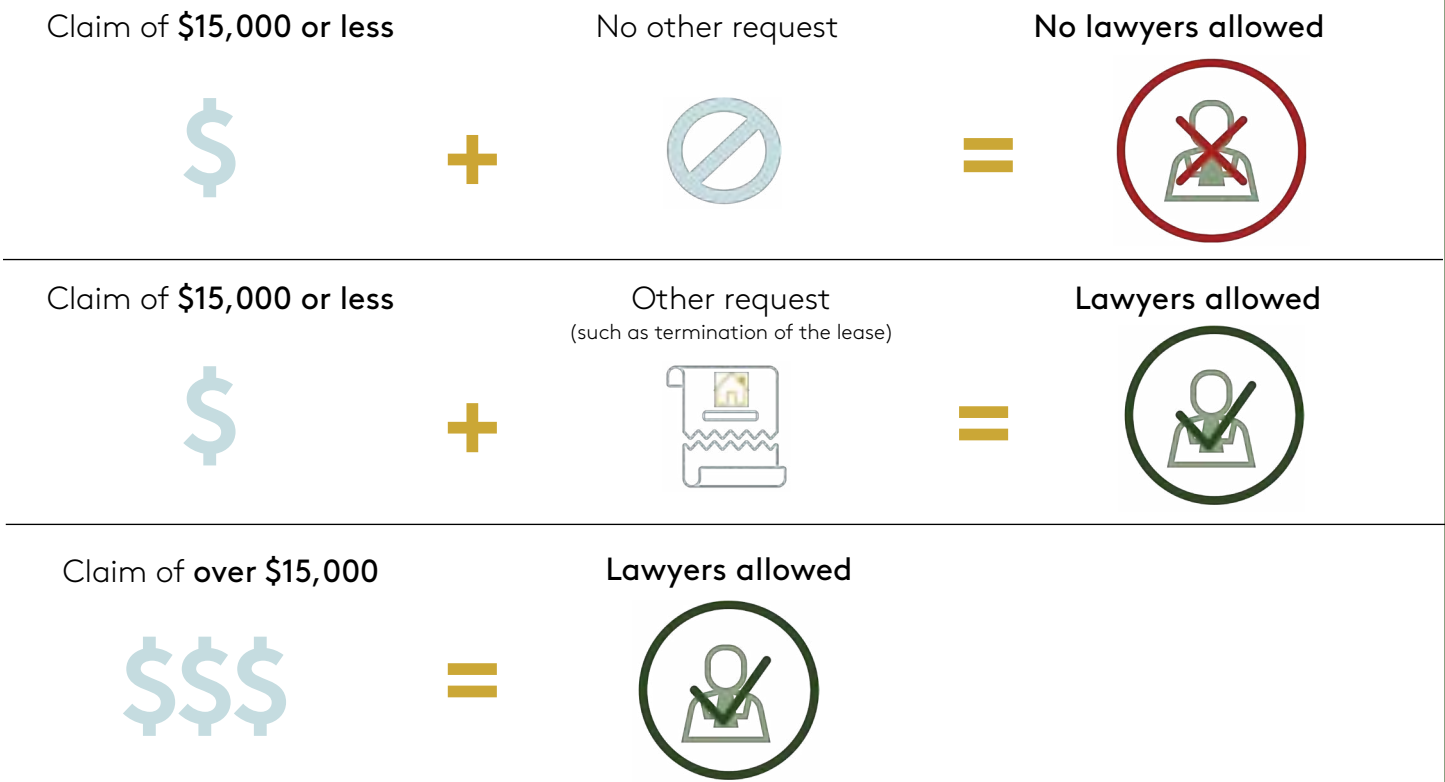 Claim of $15,000 or less
No other request
No lawyers allowed
$
+
=
Claim of $15,000 or less
Other request
(such as termination of the lease)
Lawyers allowed
$
+
=
Claim of over $15,000
Lawyers allowed
$$$
=